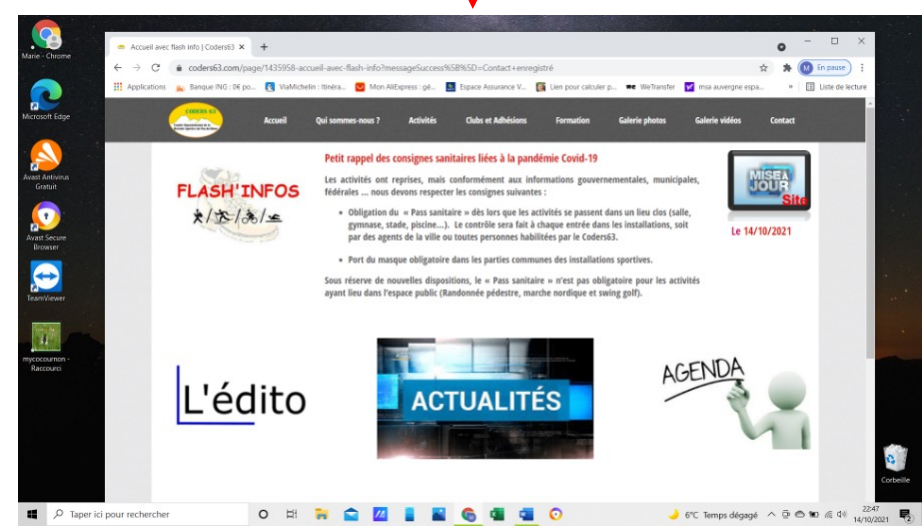 Marie - Chrome
Microsoft Edge
Avast Antivirus
Gratuit
Avast Secure
Browser
TeamViewer
mycocournon -
Raccourci
Corbeille
Accueil avec flash info | Coders63
coders63.com/page/1435958-accueil-avec-flash-info?messageSuccess%5B%5D=Contact+enregistré
M En pause
Applications Banque ING : 0€ po... ViaMichelin : Itinéra... Mon AliExpress : gé... Espace Assurance V... Lien pour calculer p... WeTransfer msa auvergne espa... » Liste de lecture
CODERS 63
Accueil Qui sommes-nous ? Activités Clubs et Adhésions Formation Galerie photos Galerie vidéos Contact
FLASH'INFOS
Petit rappel des consignes sanitaires liées à la pandémie Covid-19
Les activités ont reprises, mais conformément aux informations gouvernementales, municipales,
fédérales ... nous devons respecter les consignes suivantes :
• Obligation du « Pass sanitaire » dès lors que les activités se passent dans un lieu clos (salle,
gymnase, stade, piscine...). Le contrôle sera fait à chaque entrée dans les installations, soit
par des agents de la ville ou toutes personnes habilitées par le Coders63.
• Port du masque obligatoire dans les parties communes des installations sportives.
Sous réserve de nouvelles dispositions, le « Pass sanitaire » n'est pas obligatoire pour les activités
ayant lieu dans l'espace public (Randonnée pédestre, marche nordique et swing golf).
MISE A
JOUR
Site
Le 14/10/2021
L'édito
ACTUALITÉS
AGENDA
Taper ici pour rechercher
6°C Temps dégagé
22:47
14/10/2021